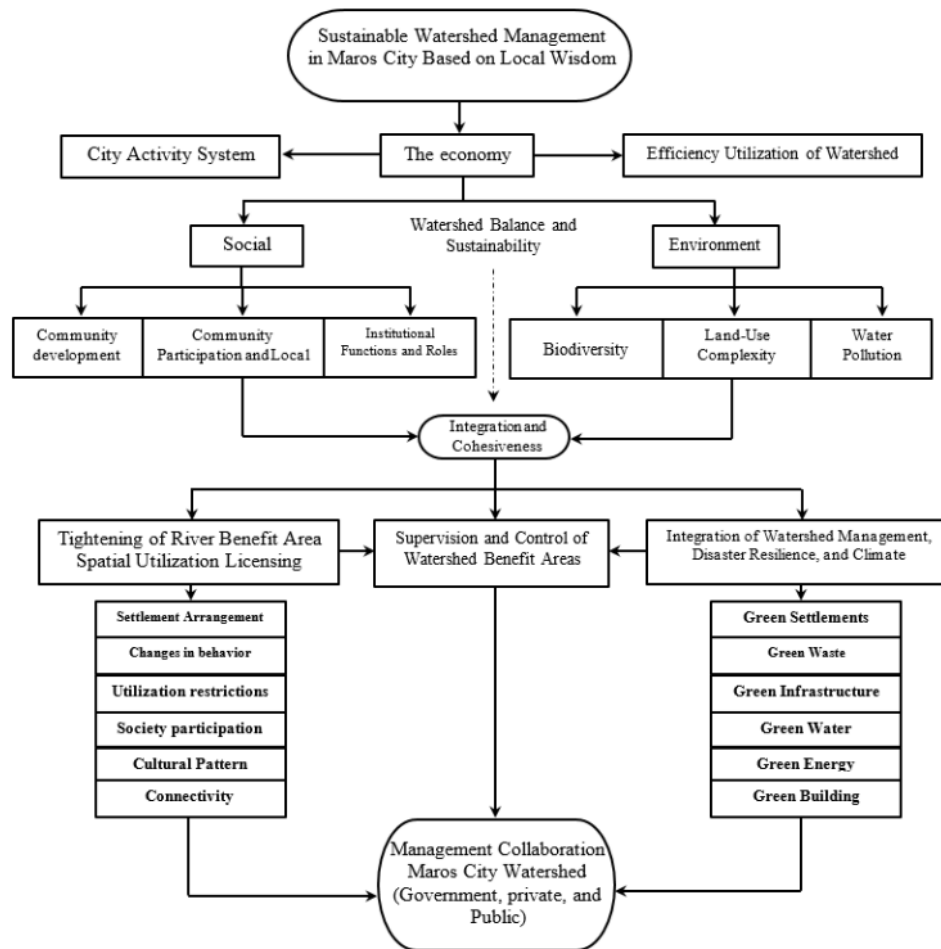 Sustainable Watershed Management
in Maros City Based on Local Wisdom
City Activity System
The economy
Efficiency Utilization of Watershed
Social
Watershed Balance and
Sustainability
Environment
Community
development
Community
Participation and Local
Institutional
Functions and Roles
Biodiversity
Land-Use
Complexity
Water
Pollution
Integration and
Cohesiveness
Tightening of River Benefit Area
Spatial Utilization Licensing
Supervision and Control of
Watershed Benefit Areas
Integration of Watershed Management,
Disaster Resilience, and Climate
Settlement Arrangement
Changes in behavior
Utilization restrictions
Society participation
Cultural Pattern
Connectivity
Green Settlements
Green Waste
Green Infrastructure
Green Water
Green Energy
Green Building
Management Collaboration
Maros City Watershed
(Government, private, and
Public)